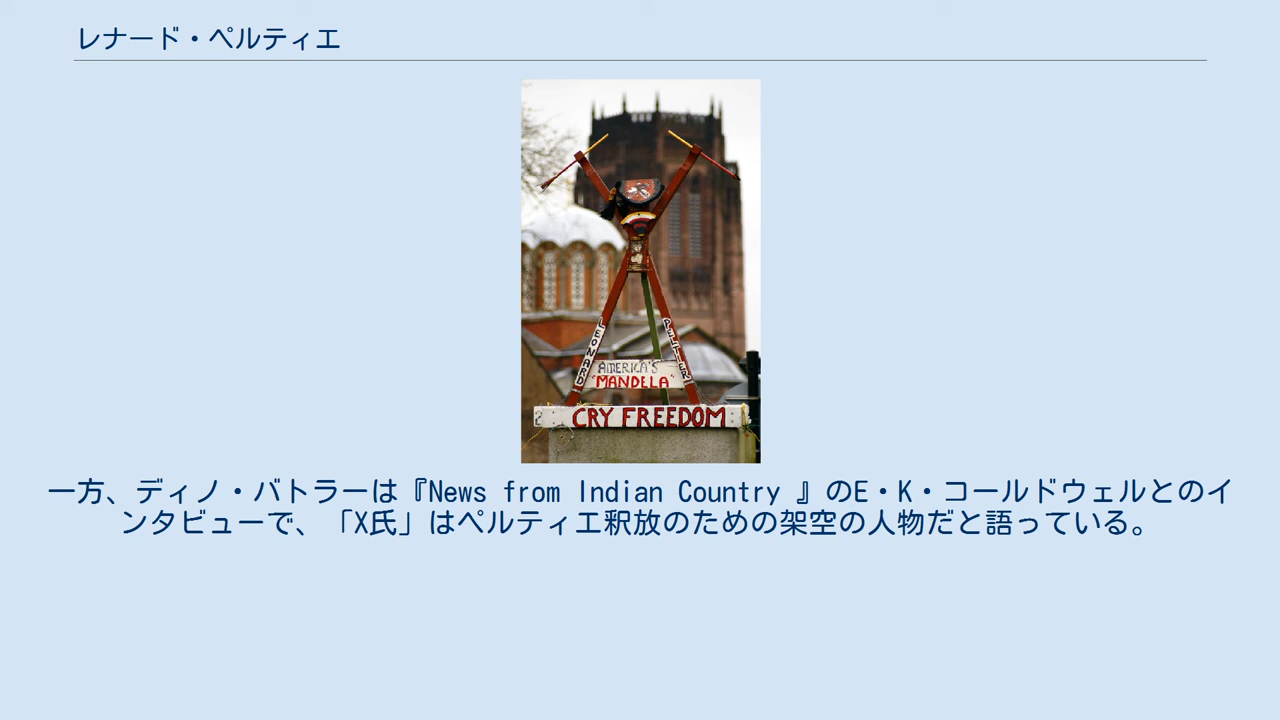 レナード・ペルティエ
LEONARD
PELTIER
AMERICA'S
"MANDELA"
CRY FREEDOM
一方、ディノ・バトラーは『News from Indian Country 』のE・K・コールドウェルとのイ
ンタビューで、「X氏」はペルティエ釈放のための架空の人物だと語っている。